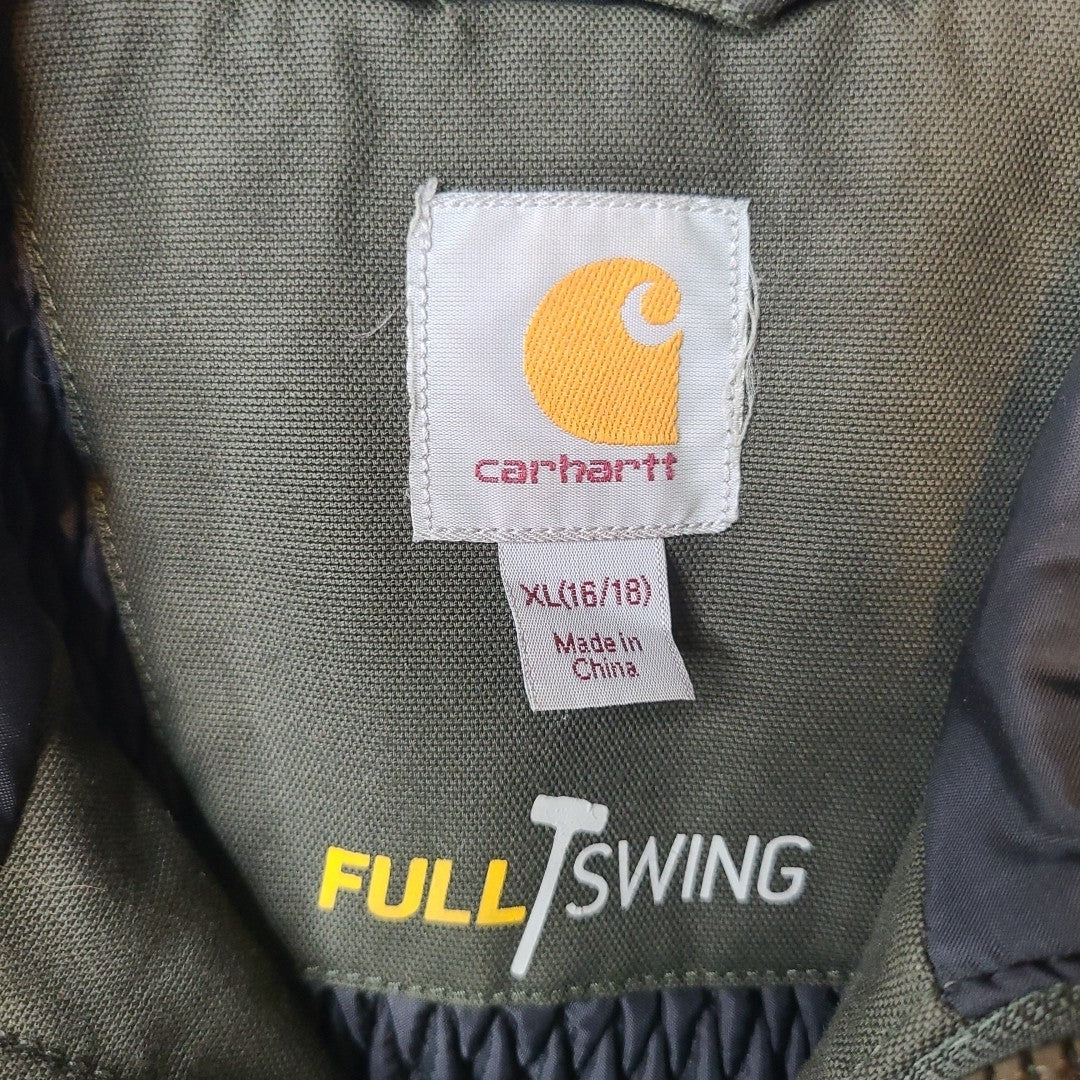 carhartt
XL(16/18)
Made in
China
FULL SWING